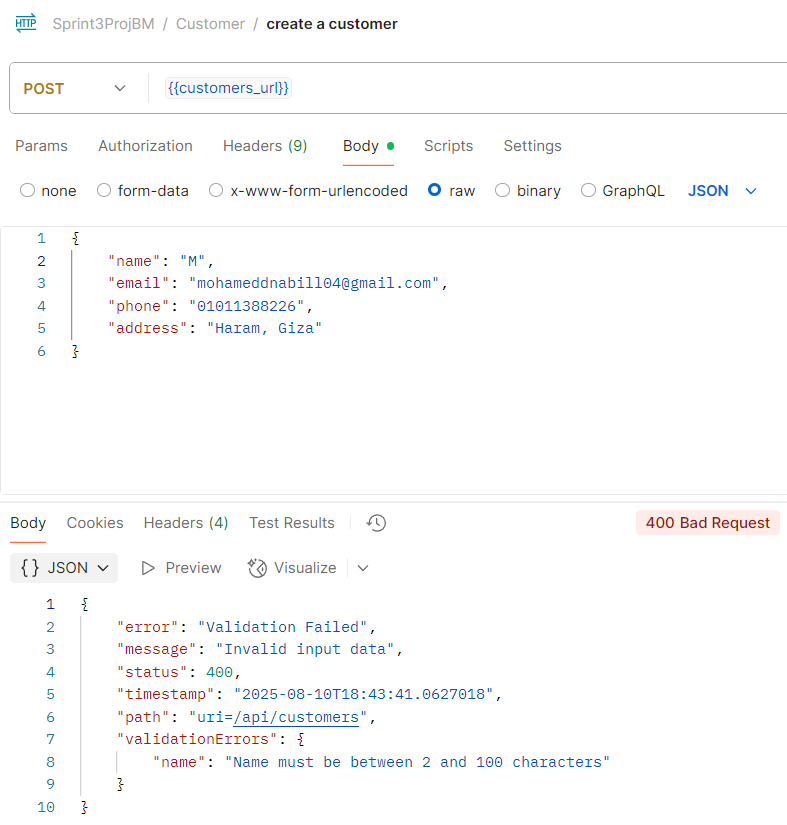 HTTP Sprint3ProjBM / Customer / create a customer
POST {{customers_url}}
Params Authorization Headers (9) Body Scripts Settings
none form-data x-www-form-urlencoded raw binary GraphQL JSON
1 {
2 "name": "M",
3 "email": "mohameddnabill04@gmail.com",
4 "phone": "01011388226",
5 "address": "Haram, Giza"
6 }
Body Cookies Headers (4) Test Results 400 Bad Request
{} JSON Preview Visualize
1 {
2 "error": "Validation Failed",
3 "message": "Invalid input data",
4 "status": 400,
5 "timestamp": "2025-08-10T18:43:41.0627018",
6 "path": "uri=/api/customers",
7 "validationErrors": {
8 "name": "Name must be between 2 and 100 characters"
9 }
10 }